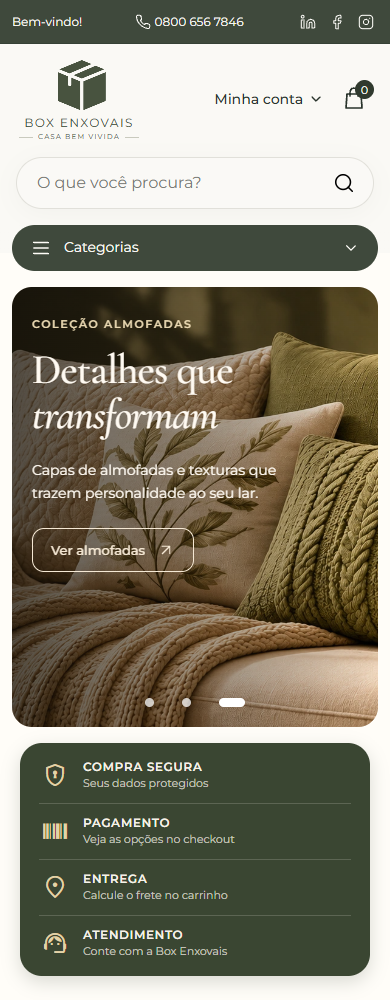 Bem-vindo!
0800 656 7846
Minha conta
0
BOX ENXOVAIS
CASA BEM VIVIDA
O que você procura?
Categorias
COLEÇÃO ALMOFADAS
Detalhes que
transformam
Capas de almofadas e texturas que
trazem personalidade ao seu lar.
Ver almofadas
COMPRA SEGURA
Seus dados protegidos
PAGAMENTO
Veja as opções no checkout
ENTREGA
Calcule o frete no carrinho
ATENDIMENTO
Conte com a Box Enxovais